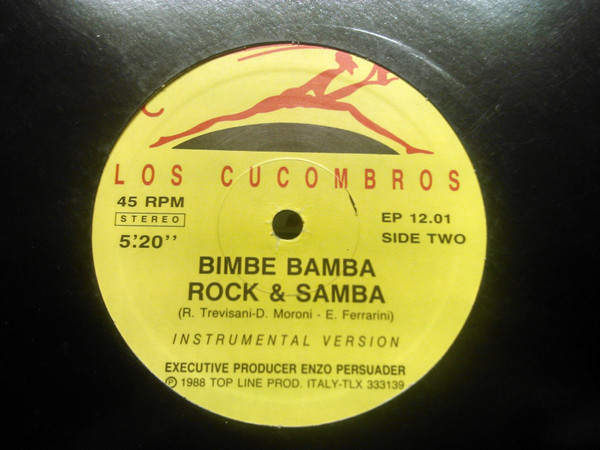 LOS CUCOMBROS
45 RPM
STEREO
5'.'20''
EP 12.01
SIDE TWO
BIMBE BAMBA
ROCK & SAMBA
(R. Trevisani-D. Moroni - E. Ferrarini)
INSTRUMENTAL VERSION
EXECUTIVE PRODUCER ENZO PERSUADER
Ⓟ 1988 TOP LINE PROD. ITALY-TLX 333139